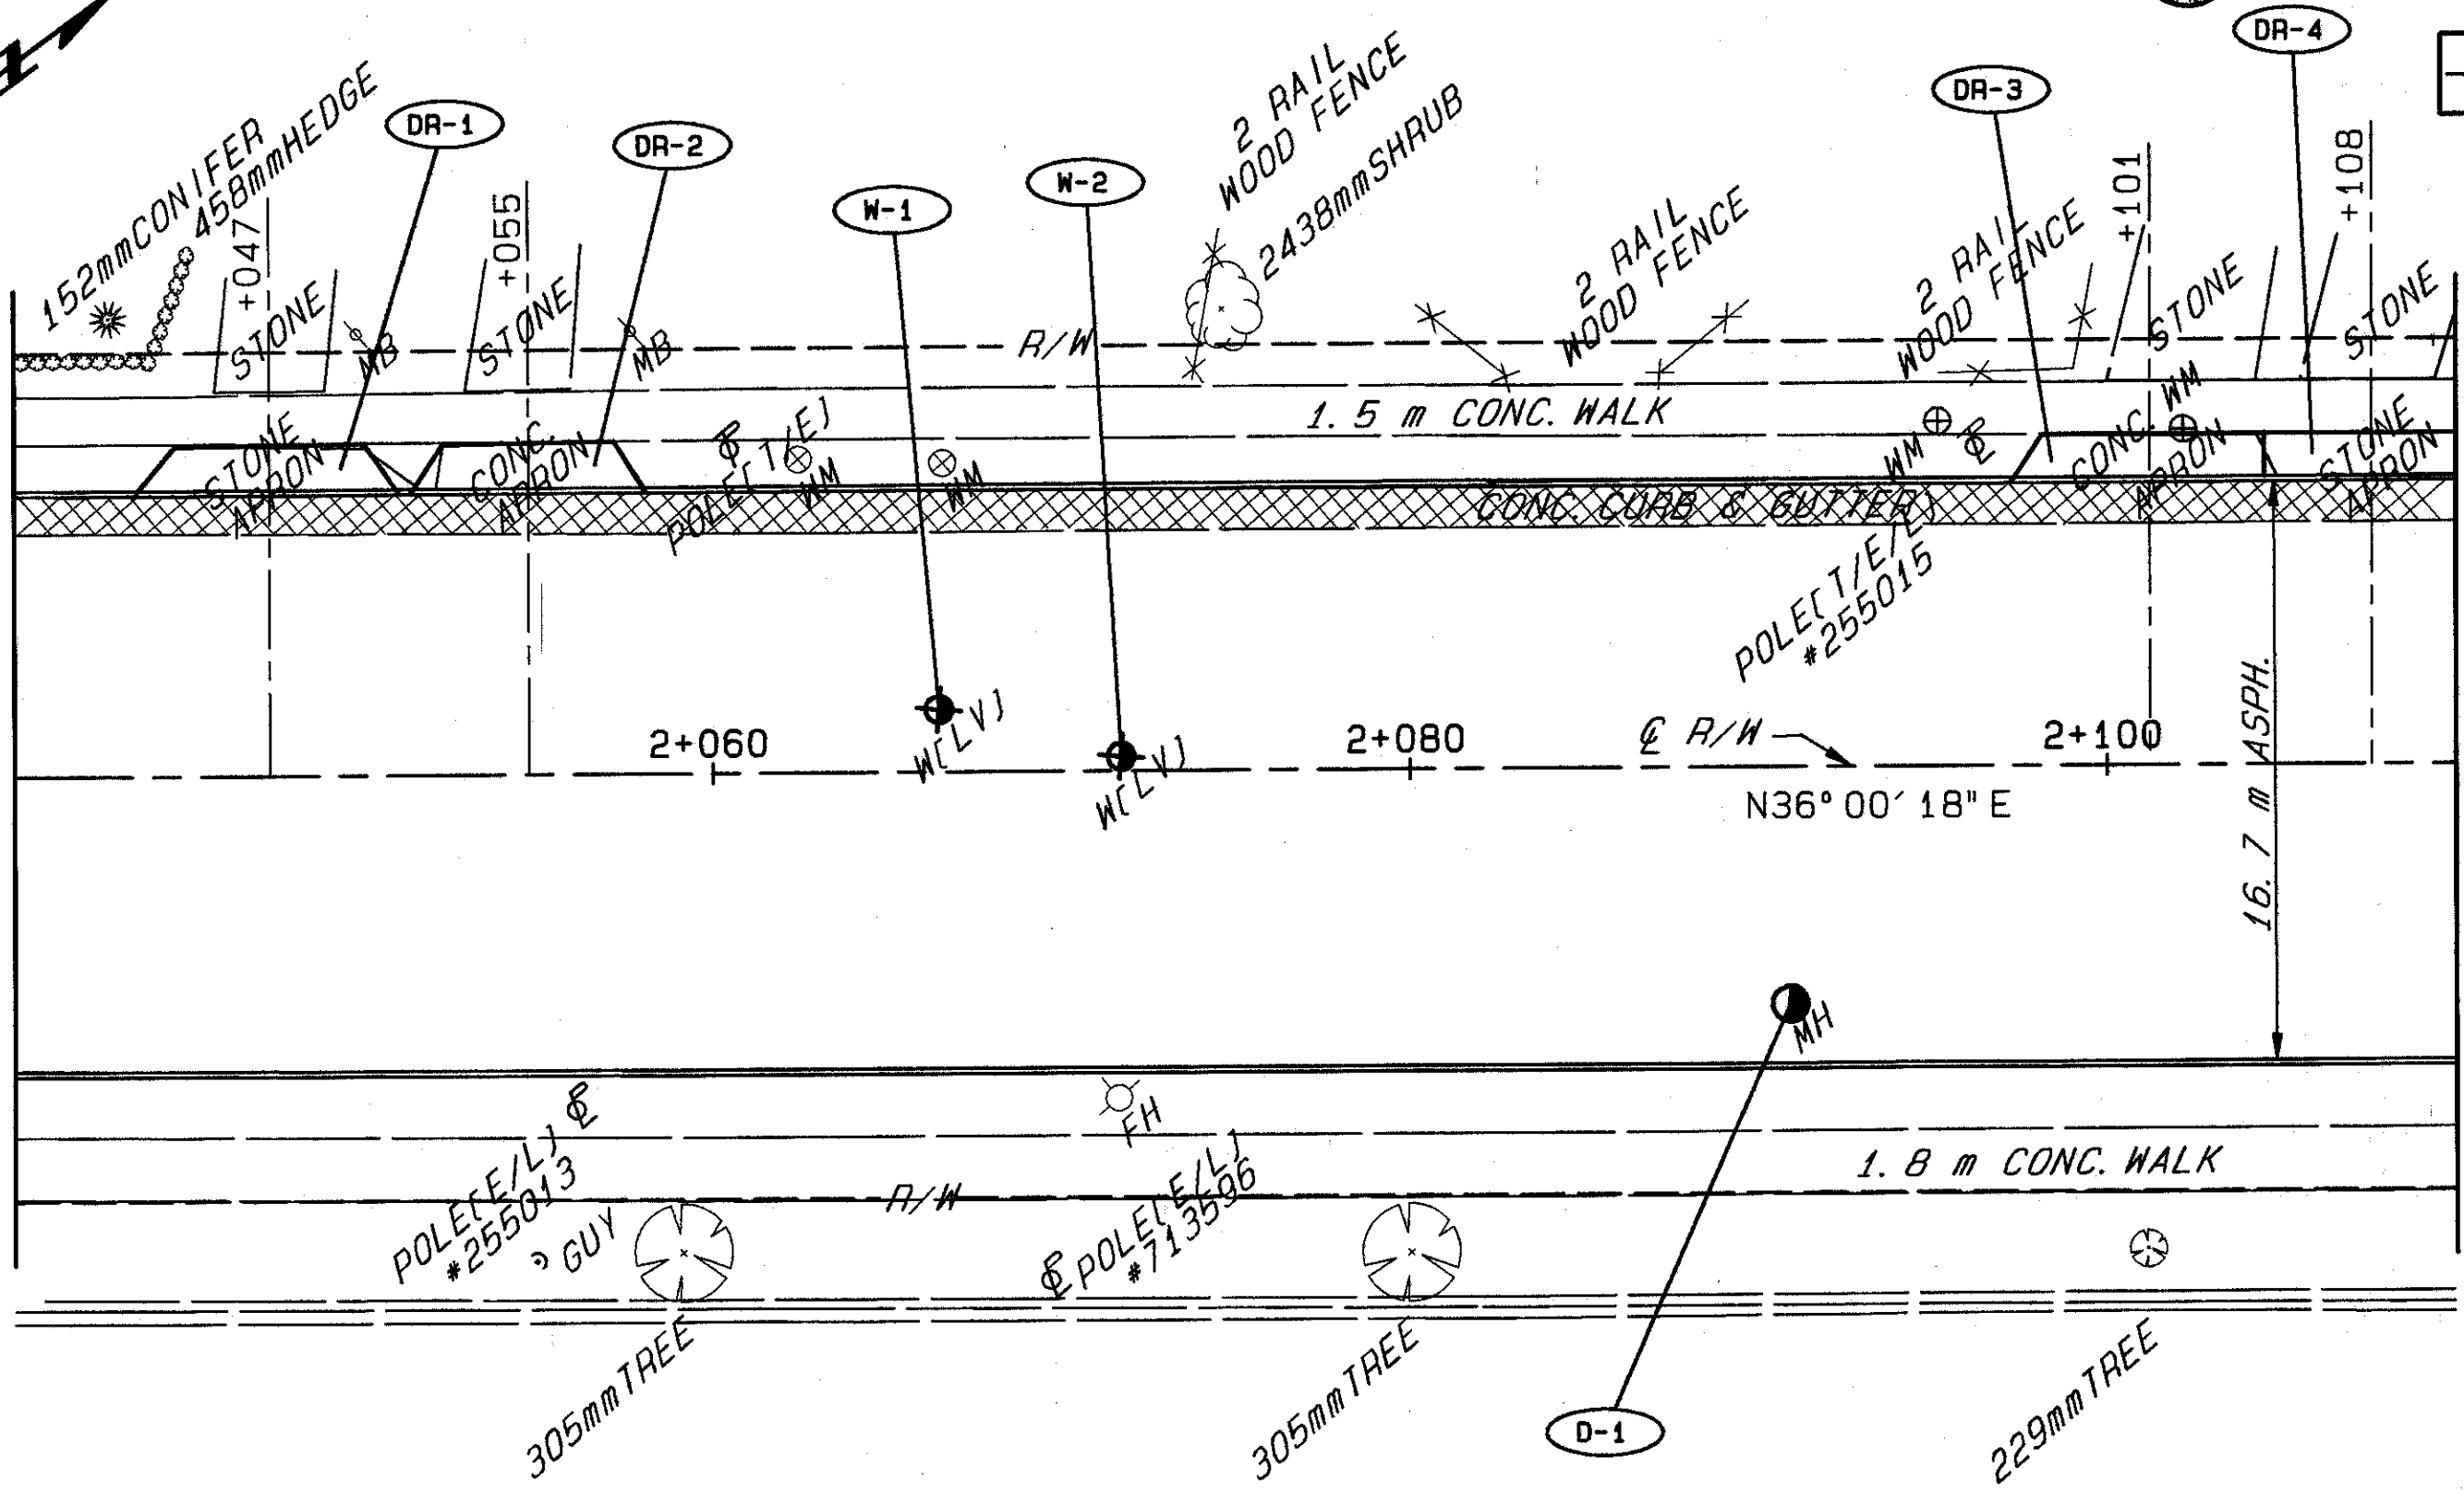 DR-4
DR-3
DR-1
DR-2
W-2
W-1
152mmCONIFER
458mmHEDGE
2 RAIL
WOOD FENCE
2438mmSHRUB
2 RAIL
WOOD FENCE
2 RAIL
WOOD FENCE
+047
+055
+101
+108
STONE
MB
STONE
MB
R/W
STONE
STONE
1.5 m CONC. WALK
STONE
APRON
CONC.
APRON
POLE[T/E]
WM
WM
WM
WM
CONC.
APRON
STONE
APRON
CONC. CURB & GUTTER
POLE[T/E/L]
#255015
W[LV]
W[LV]
2+060
2+080
℄ R/W
2+100
N36°00'18"E
16.7 m ASPH.
MH
FH
1.8 m CONC. WALK
R/W
POLE[E/L]
#255013
GUY
POLE[E/L]
#713596
305mmTREE
305mmTREE
229mmTREE
D-1